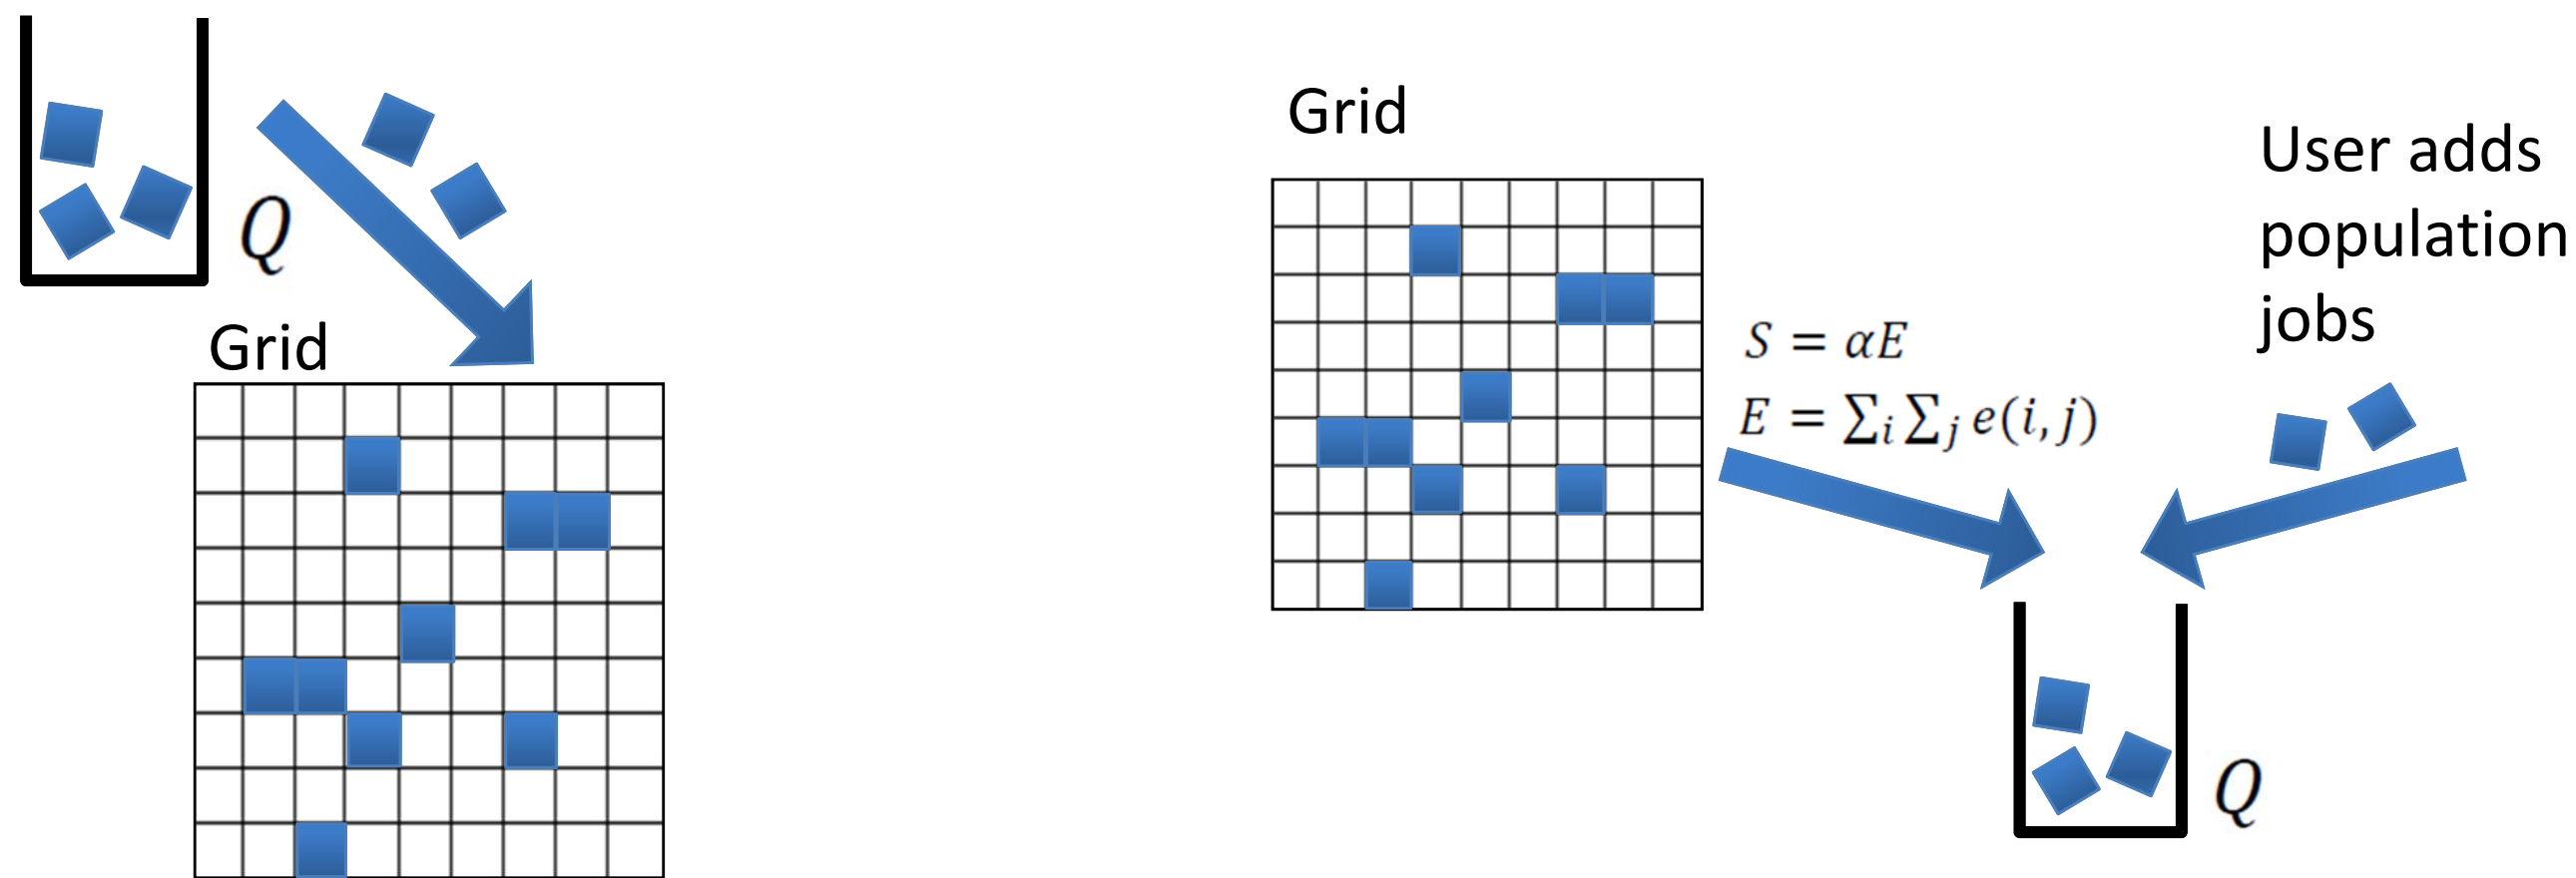 Q
Grid
Grid
S = αE
E = ∑ᵢ ∑ⱼ e(i, j)
User adds
population
jobs
Q